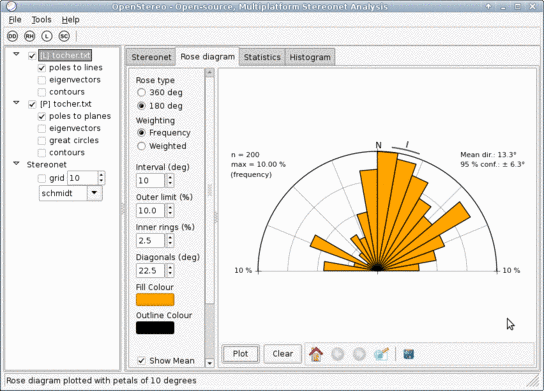 OpenStereo - Open-source, Multiplatform Stereonet Analysis
File Tools Help
DD RH L SC
[L] tocher.txt
poles to lines
eigenvectors
contours
[P] tocher.txt
poles to planes
eigenvectors
great circles
contours
Stereonet
grid 10
schmidt
Stereonet Rose diagram Statistics Histogram
Rose type
360 deg
180 deg
Weighting
Frequency
Weighted
Interval (deg)
10
Outer limit (%)
10.0
Inner rings (%)
2.5
Diagonals (deg)
22.5
Fill Colour
Outline Colour
Show Mean
n = 200
max = 10.00 %
(frequency)
N
Mean dir.: 13.3°
95 % conf.: ± 6.3°
10 %
10 %
Plot Clear
Rose diagram plotted with petals of 10 degrees